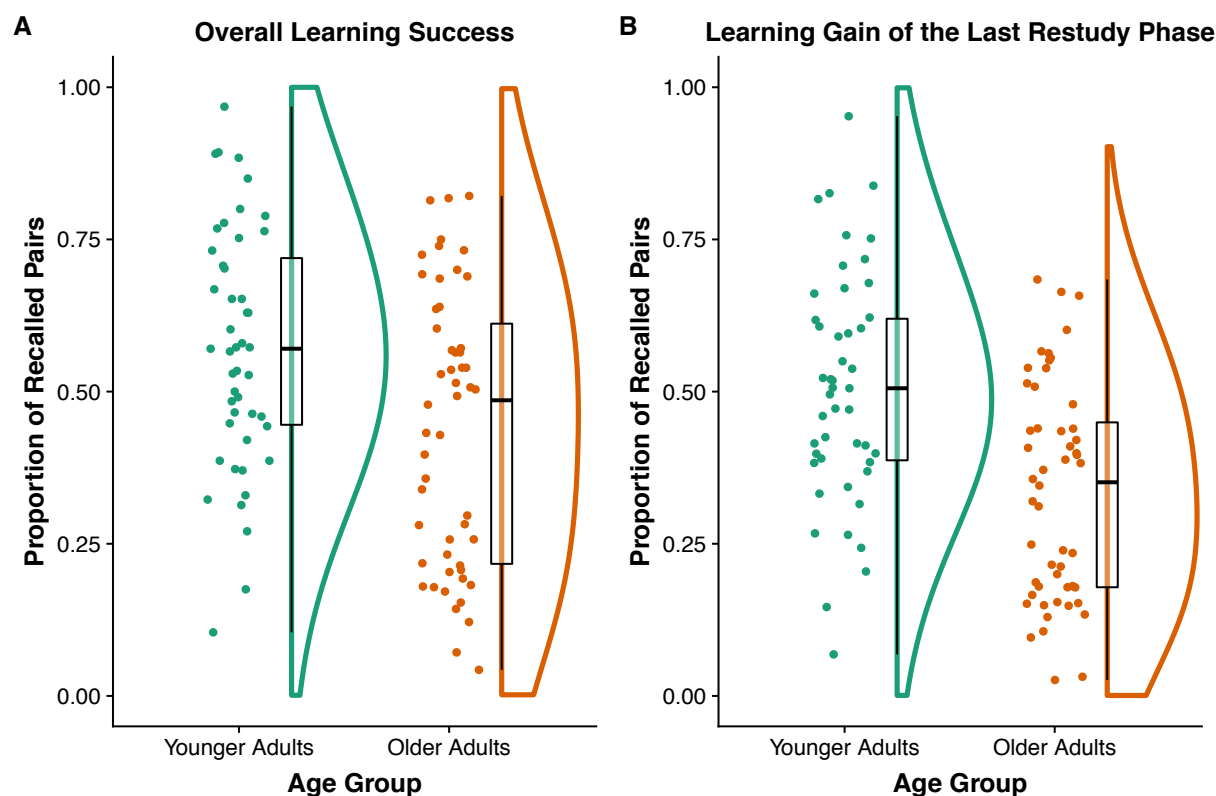 A
Overall Learning Success
Proportion of Recalled Pairs
1.00
0.75
0.50
0.25
0.00
Younger Adults
Older Adults
Age Group
B
Learning Gain of the Last Restudy Phase
Proportion of Recalled Pairs
1.00
0.75
0.50
0.25
0.00
Younger Adults
Older Adults
Age Group